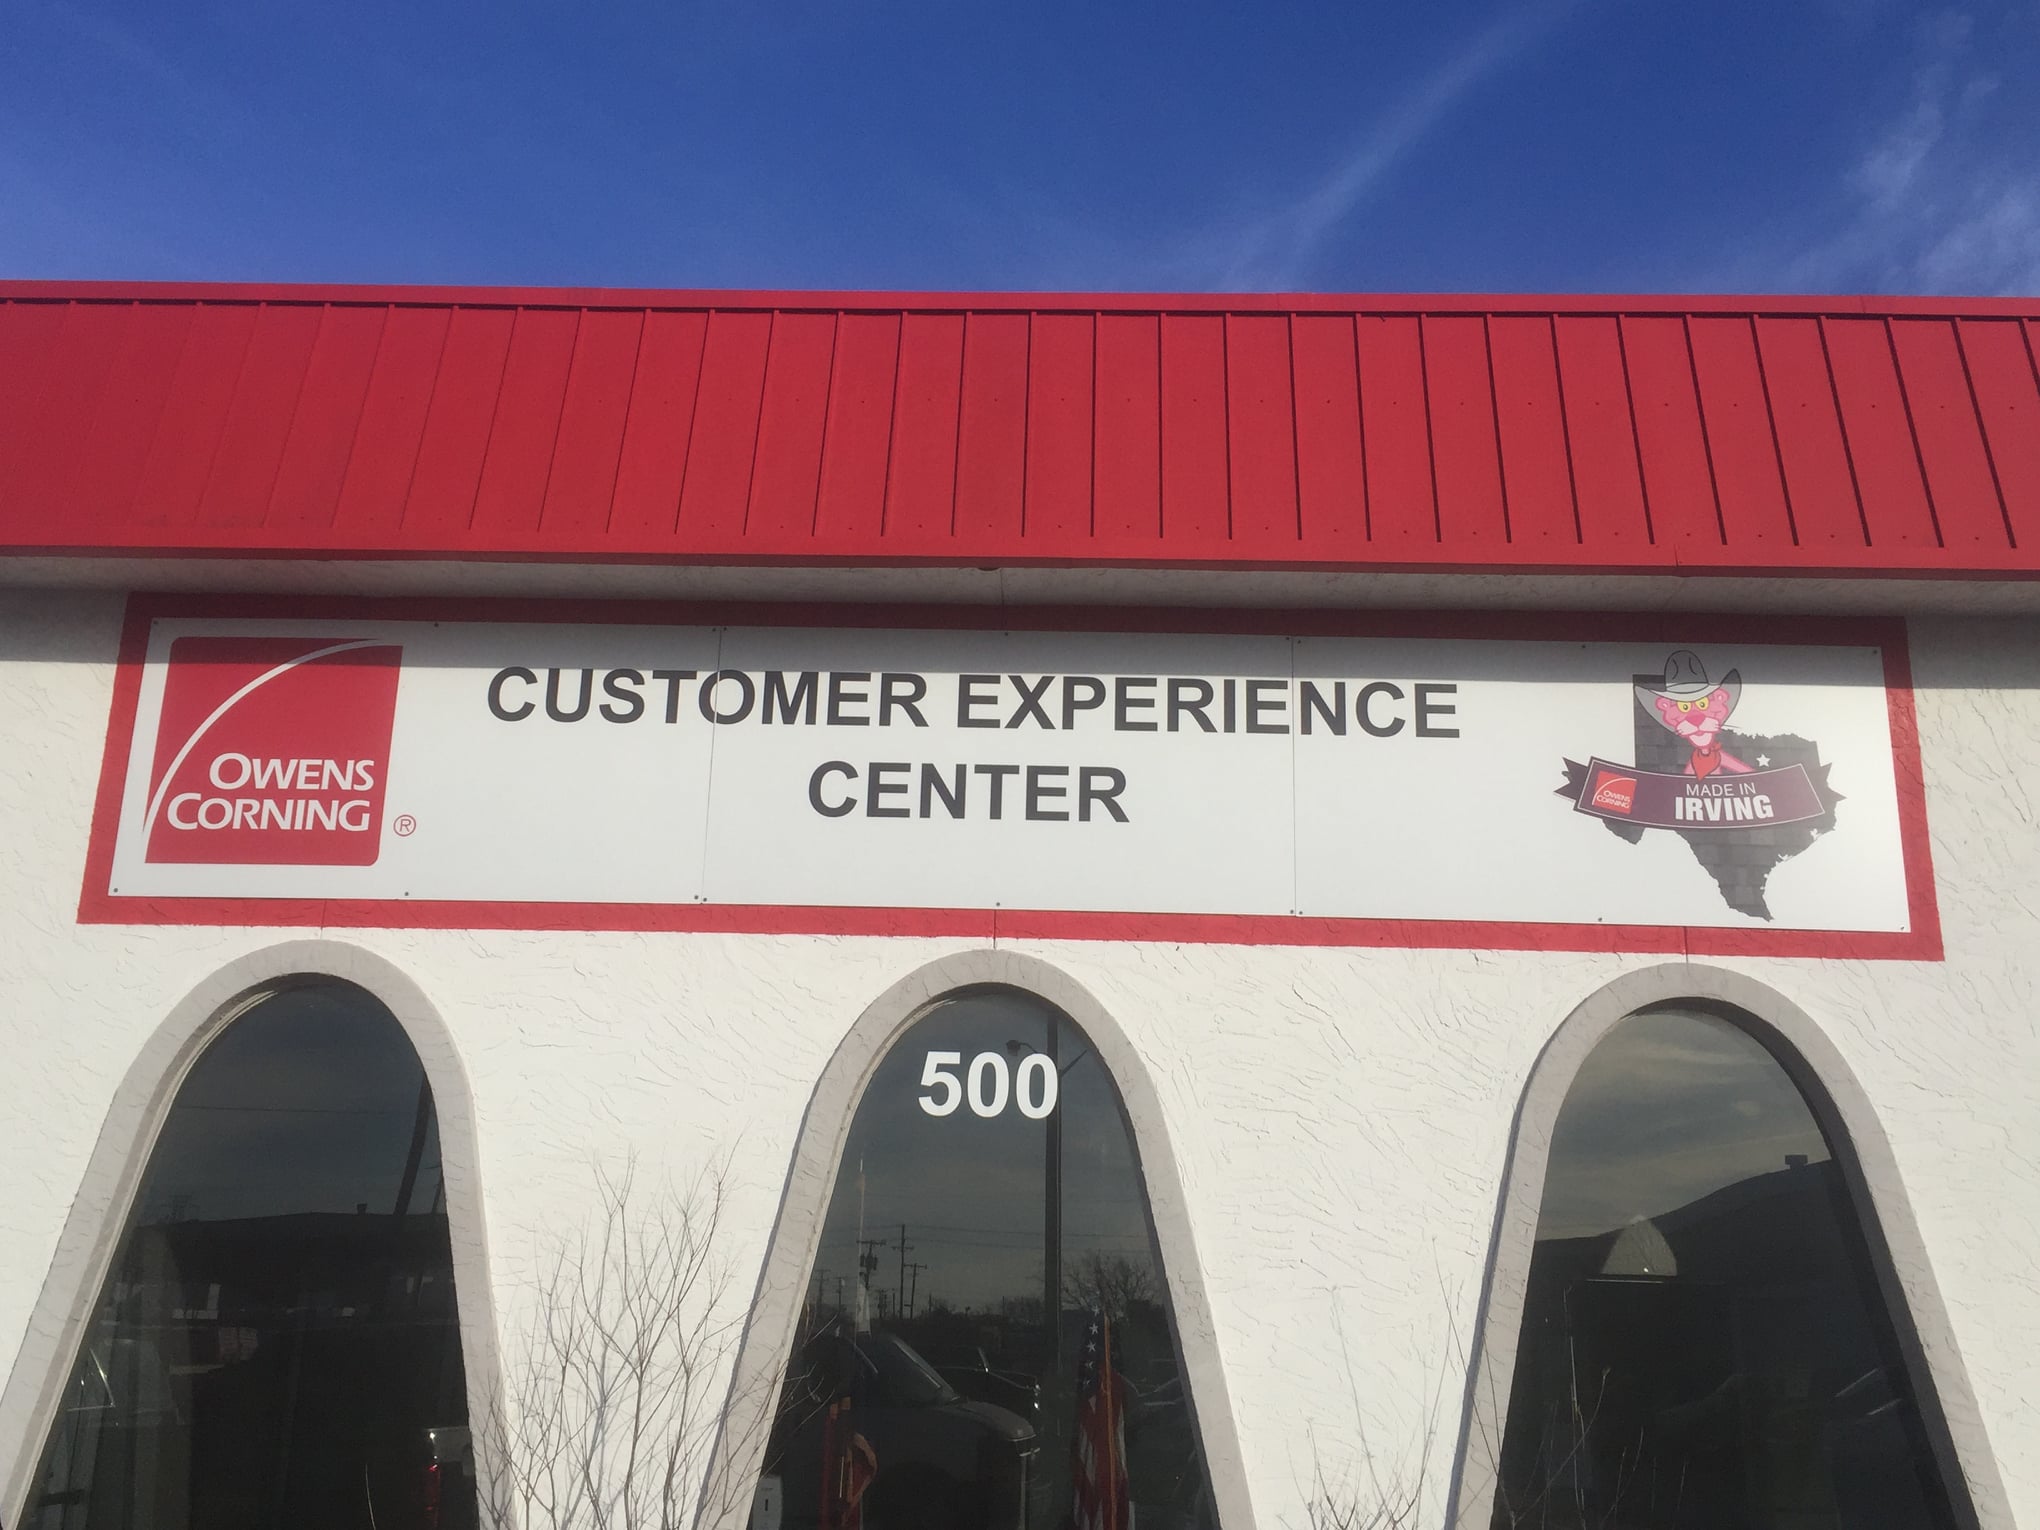 OWENS
CORNING
®
CUSTOMER EXPERIENCE
CENTER
OWENS
CORNING
MADE IN
IRVING
500